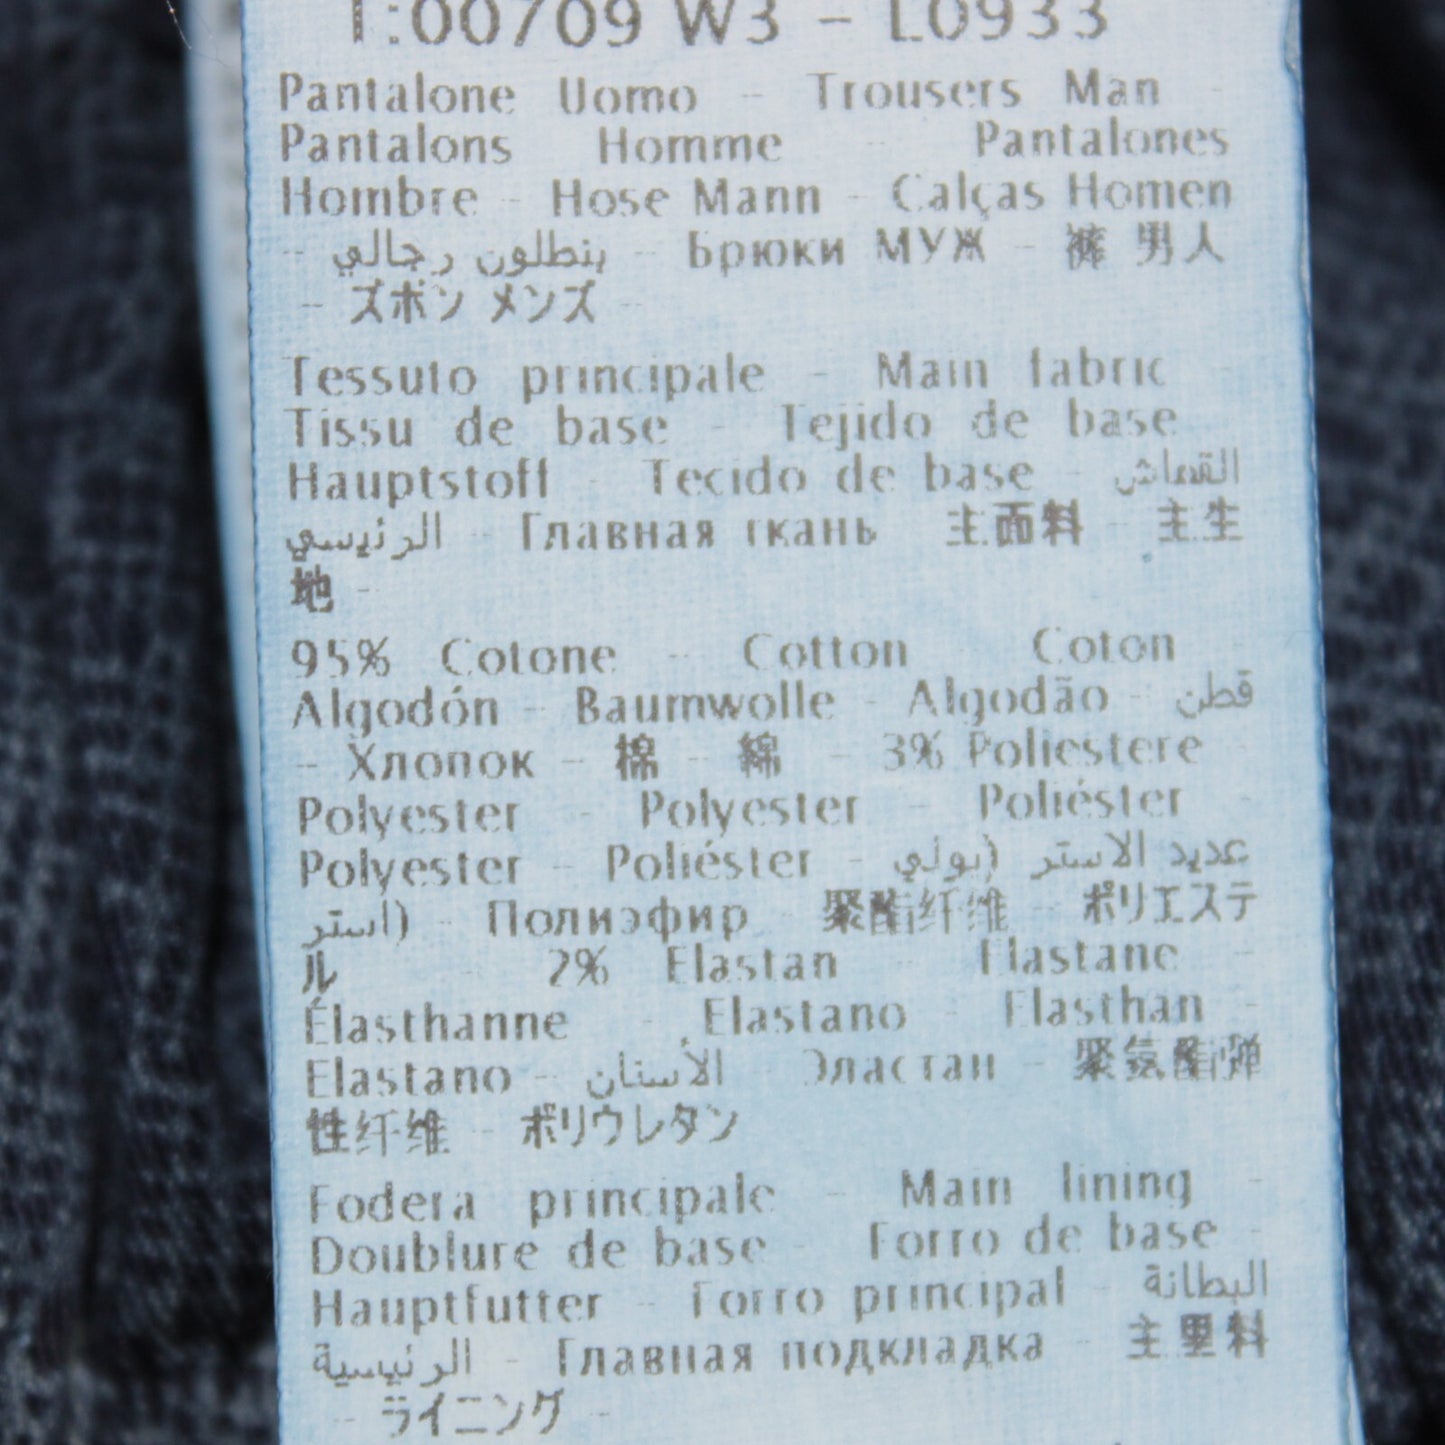 T:00709 W3 - L0933
Pantalone Uomo - Trousers Man -
Pantalons Homme - Pantalones
Hombre - Hose Mann - Calças Homen
- بنطلون رجالي - Брюки МУЖ - 裤 男人
- ズボン メンズ -
Tessuto principale - Main fabric -
Tissu de base - Tejido de base
Hauptstoff - Tecido de base - القماش
الرئيسي - Главная ткань 主面料 - 主生
地 -
95% Cotone - Cotton - Coton -
Algodón - Baumwolle - Algodão - قطن
- Хлопок - 棉 - 綿 - 3% Poliestere
Polyester - Polyester - Poliéster -
Polyester - Poliéster - عديد الاستر (بولي
استر) - Полиэфир - 聚酯纤维 - ポリエステ
ル 2% Elastan - Elastane -
Élasthanne - Elastano - Elasthan -
Elastano - الأستان - Эластан - 聚氨酯弹
性纤维 - ポリウレタン
Fodera principale - Main lining -
Doublure de base - Forro de base -
Hauptfutter - Forro principal - البطانة
الرئيسية - Главная подкладка - 主里料
- ライニング -